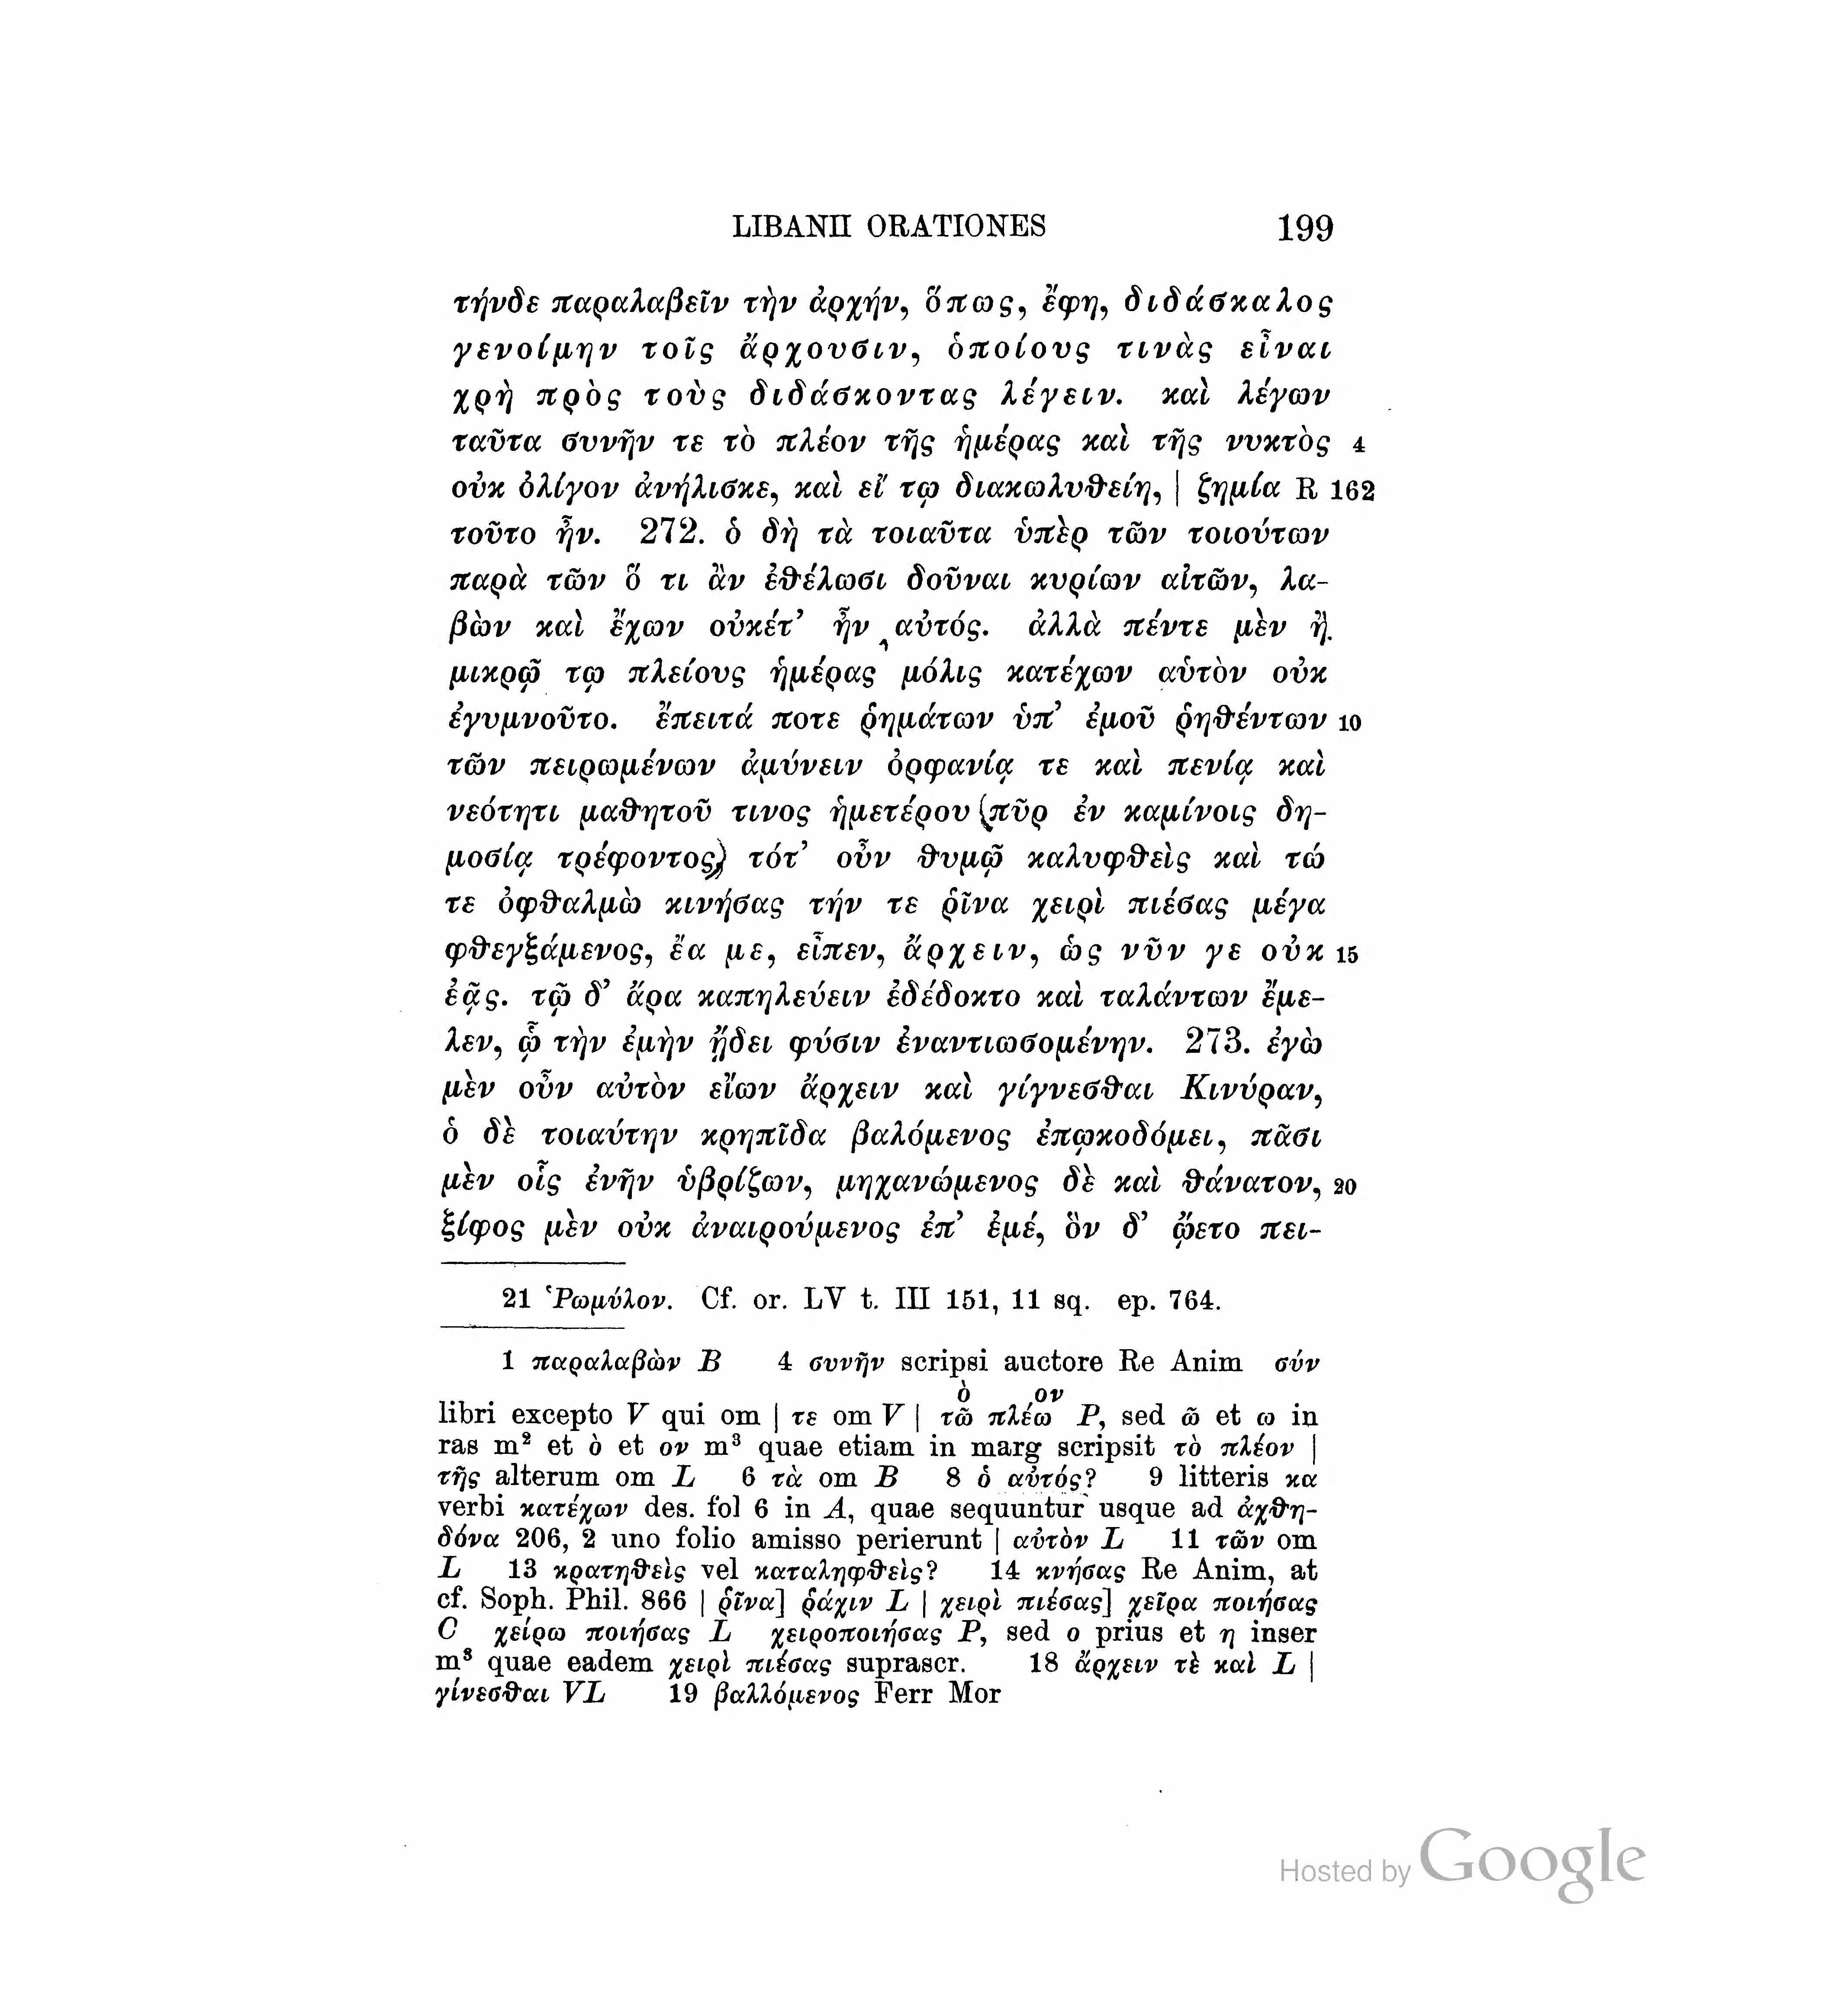 LIBANII ORATIONES 199
τήνδε παραλαβεῖν τὴν ἀρχήν, ὅπως, ἔφη, διδάσκαλος
γενοίμην τοῖς ἄρχουσιν, ὁποίους τινὰς εἶναι
χρὴ πρὸς τοὺς διδάσκοντας λέγειν. καὶ λέγων
ταῦτα συνῆν τε τὸ πλέον τῆς ἡμέρας καὶ τῆς νυκτὸς 4
οὐκ ὀλίγον ἀνήλισκε, καὶ εἴ τῳ διακωλυθείη, | ζημία R 162
τοῦτο ἦν. 272. ὁ δὴ τὰ τοιαῦτα ὑπὲρ τῶν τοιούτων
παρὰ τῶν ὅ τι ἂν ἐθέλωσι δοῦναι κυρίων αἰτῶν, λα-
βὼν καὶ ἔχων οὐκέτ’ ἦν αὐτός. ἀλλὰ πέντε μὲν ἢ
μικρῷ τῳ πλείους ἡμέρας μόλις κατέχων αὑτὸν οὐκ
ἐγυμνοῦτο. ἔπειτά ποτε ῥημάτων ὑπ’ ἐμοῦ ῥηθέντων 10
τῶν πειρωμένων ἀμύνειν ὀρφανίᾳ τε καὶ πενίᾳ καὶ
νεότητι μαθητοῦ τινος ἡμετέρου (πῦρ ἐν καμίνοις δη-
μοσίᾳ τρέφοντος) τότ’ οὖν θυμῷ καλυφθεὶς καὶ τώ
τε ὀφθαλμὼ κινήσας τήν τε ῥῖνα χειρὶ πιέσας μέγα
φθεγξάμενος, ἔα με, εἶπεν, ἄρχειν, ὡς νῦν γε οὐκ 15
ἐᾷς. τῷ δ’ ἄρα καπηλεύειν ἐδέδοκτο καὶ ταλάντων ἔμε-
λεν, ᾧ τὴν ἐμὴν ᾔδει φύσιν ἐναντιωσομένην. 273. ἐγὼ
μὲν οὖν αὐτὸν εἴων ἄρχειν καὶ γίγνεσθαι Κινύραν,
ὁ δὲ τοιαύτην κρηπῖδα βαλόμενος ἐπῳκοδόμει, πᾶσι
μὲν οἷς ἐνῆν ὑβρίζων, μηχανώμενος δὲ καὶ θάνατον, 20
ξίφος μὲν οὐκ ἀναιρούμενος ἐπ’ ἐμέ, ὃν δ’ ᾤετο πει-
21 Ῥωμύλον. Cf. or. LV t. III 151, 11 sq. ep. 764.
1 παραλαβὼν B 4 συνῆν scripsi auctore Re Anim σύν
ὸ ον
libri excepto V qui om | τε om V | τῶ πλέω P, sed ῶ et ω in
ras m² et ὸ et ον m³ quae etiam in marg scripsit τὸ πλέον |
τῆς alterum om L 6 τὰ om B 8 ὁ αὐτός? 9 litteris κα
verbi κατέχων des. fol 6 in A, quae sequuntur usque ad ἀχθη-
δόνα 206, 2 uno folio amisso perierunt | αὐτὸν L 11 τῶν om
L 13 κρατηθεὶς vel καταληφθεὶς? 14 κνήσας Re Anim, at
cf. Soph. Phil. 866 | ῥῖνα] ῥάχιν L | χειρὶ πιέσας] χεῖρα ποιήσας
C χείρω ποιήσας L χειροποιήσας P, sed ο prius et η inser
m³ quae eadem χειρὶ πιέσας suprascr. 18 ἄρχειν τὲ καὶ L |
γίνεσθαι VL 19 βαλλόμενος Ferr Mor
Hosted by Google